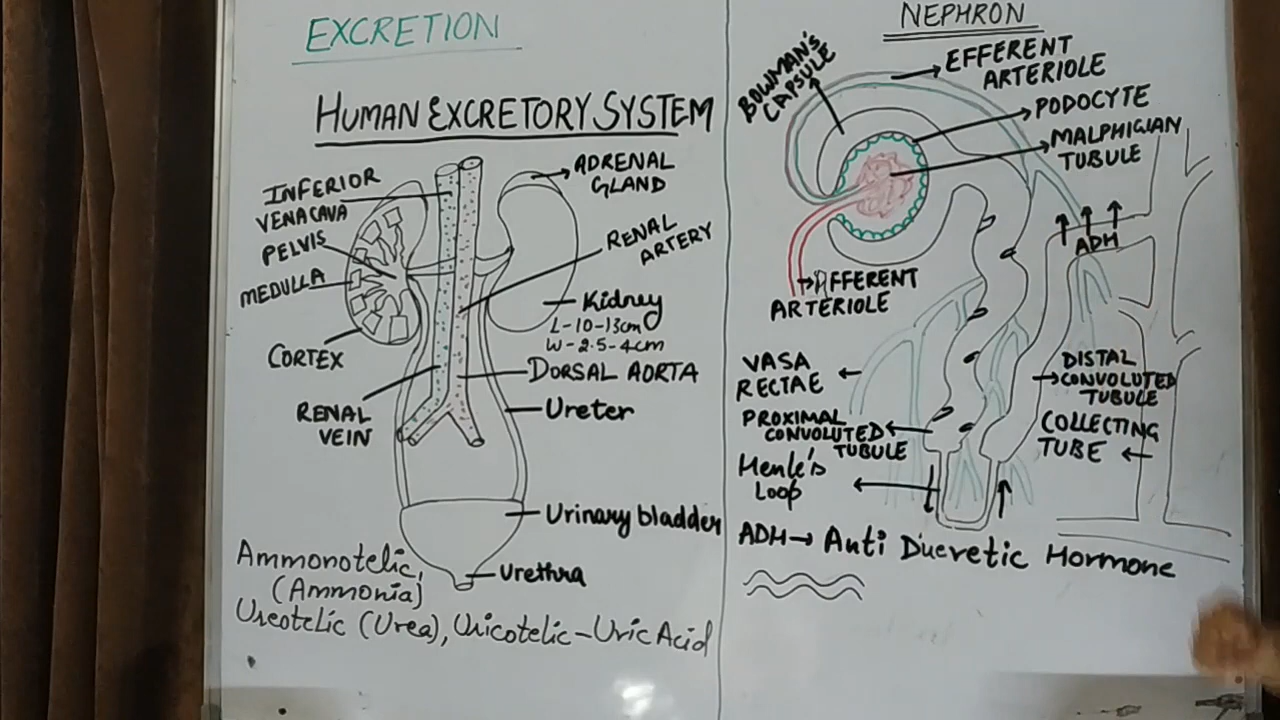 EXCRETION
HUMAN EXCRETORY SYSTEM
INFERIOR
VENACAVA
PELVIS
MEDULLA
CORTEX
RENAL
VEIN
ADRENAL
GLAND
RENAL
ARTERY
Kidney
L-10-13cm
W-2.5-4cm
DORSAL AORTA
Ureter
Urinary bladder
Urethra
Ammonotelic,
(Ammonia)
Ureotelic (Urea), Uricotelic-Uric Acid
NEPHRON
BOWMAN'S
CAPSULE
EFFERENT
ARTERIOLE
PODOCYTE
MALPHIGIAN
TUBULE
ADH
AFFERENT
ARTERIOLE
VASA
RECTAE
PROXIMAL
CONVOLUTED
TUBULE
Henle's
Loop
DISTAL
CONVOLUTED
TUBULE
COLLECTING
TUBE
ADH→ Anti Diueretic Hormone